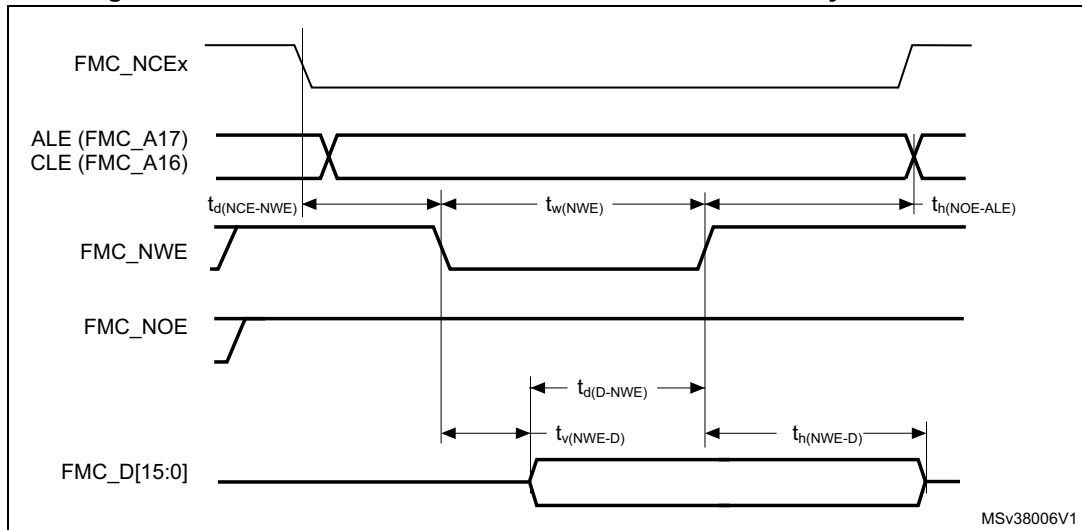 FMC_NCEx
ALE (FMC_A17)
CLE (FMC_A16)
td(NCE-NWE)
tw(NWE)
th(NOE-ALE)
FMC_NWE
FMC_NOE
td(D-NWE)
tv(NWE-D)
th(NWE-D)
FMC_D[15:0]
MSv38006V1